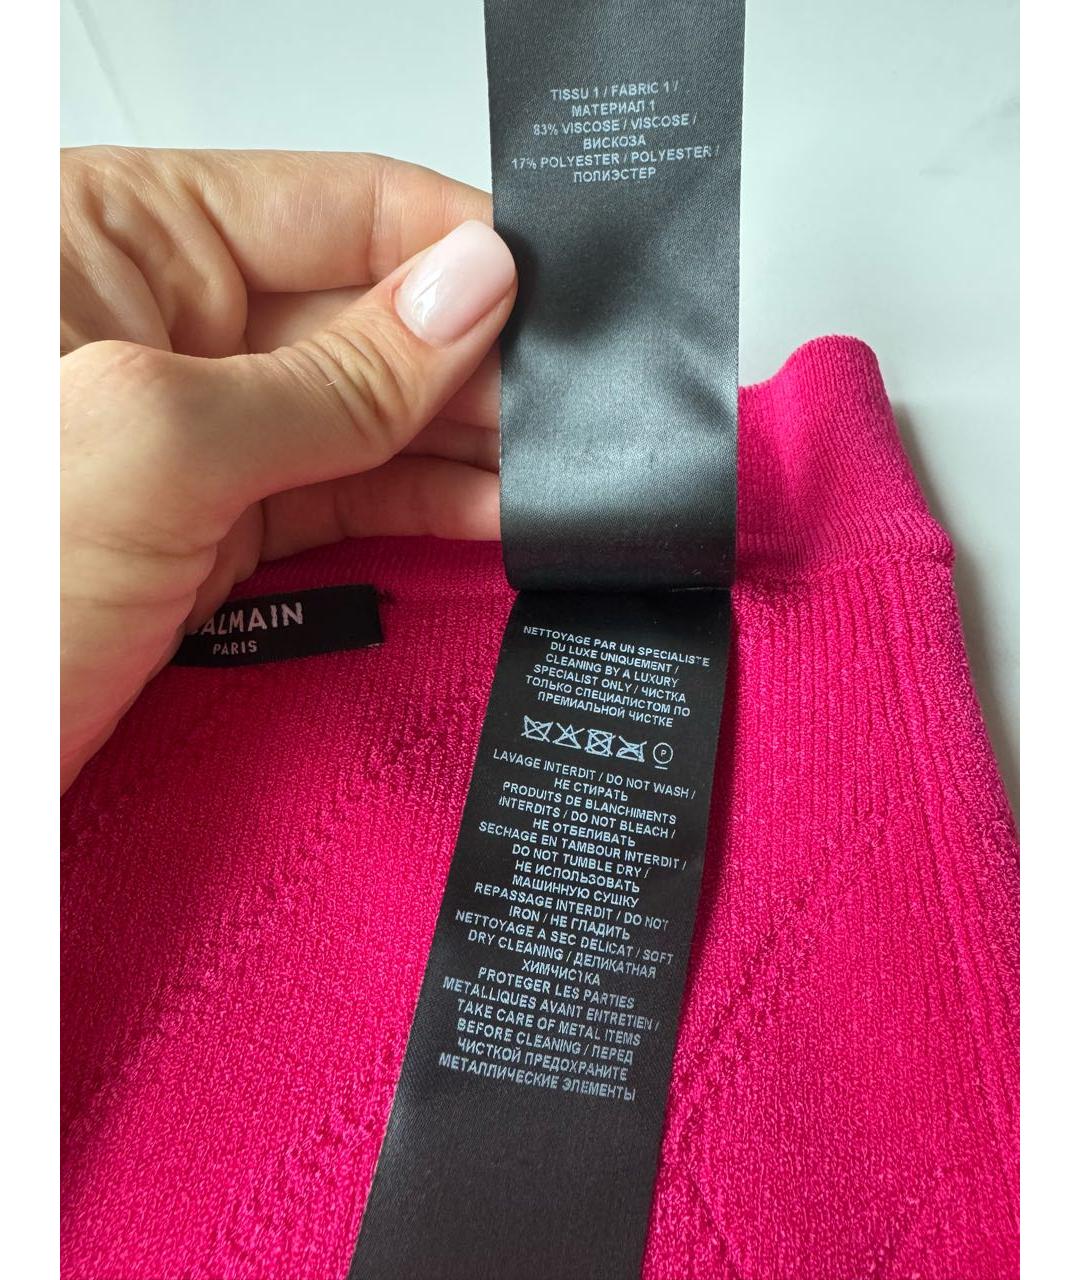 TISSU 1 / FABRIC 1 /
МАТЕРИАЛ 1
83% VISCOSE / VISCOSE /
ВИСКОЗА
17% POLYESTER / POLYESTER /
ПОЛИЭСТЕР
BALMAIN
PARIS
NETTOYAGE PAR UN SPECIALISTE
DU LUXE UNIQUEMENT /
CLEANING BY A LUXURY
SPECIALIST ONLY / ЧИСТКА
ТОЛЬКО СПЕЦИАЛИСТОМ ПО
ПРЕМИАЛЬНОЙ ЧИСТКЕ
P
LAVAGE INTERDIT / DO NOT WASH /
НЕ СТИРАТЬ
PRODUITS DE BLANCHIMENTS
INTERDITS / DO NOT BLEACH /
НЕ ОТБЕЛИВАТЬ
SECHAGE EN TAMBOUR INTERDIT /
DO NOT TUMBLE DRY /
НЕ ИСПОЛЬЗОВАТЬ
МАШИННУЮ СУШКУ
REPASSAGE INTERDIT / DO NOT
IRON / НЕ ГЛАДИТЬ
NETTOYAGE A SEC DELICAT / SOFT
DRY CLEANING / ДЕЛИКАТНАЯ
ХИМЧИСТКА
PROTEGER LES PARTIES
METALLIQUES AVANT ENTRETIEN /
TAKE CARE OF METAL ITEMS
BEFORE CLEANING / ПЕРЕД
ЧИСТКОЙ ПРЕДОХРАНИТЕ
МЕТАЛЛИЧЕСКИЕ ЭЛЕМЕНТЫ